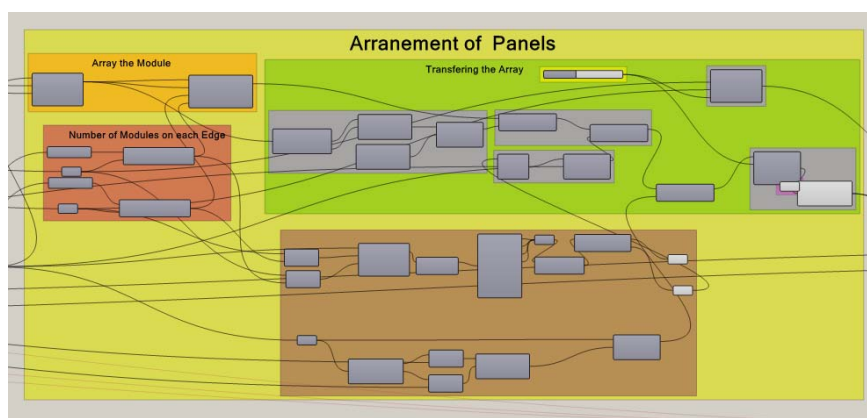 Arranement of Panels
Array the Module
Transfering the Array
Number of Modules on each Edge